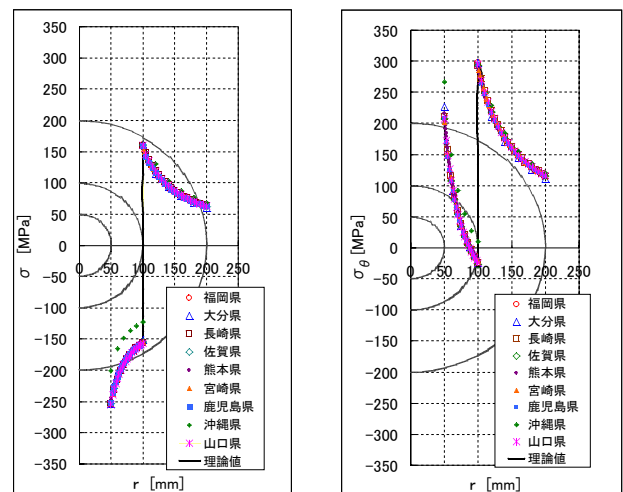 350
300
250
200
150
100
50
0
-50
-100
-150
-200
-250
-300
-350
0 50 100 150 200 250
σ [MPa]
r [mm]
福岡県
大分県
長崎県
佐賀県
熊本県
宮崎県
鹿児島県
沖縄県
山口県
理論値
350
300
250
200
150
100
50
0
-50
-100
-150
-200
-250
-300
-350
0 50 100 150 200 250
σθ [MPa]
r [mm]
福岡県
大分県
長崎県
佐賀県
熊本県
宮崎県
鹿児島県
沖縄県
山口県
理論値